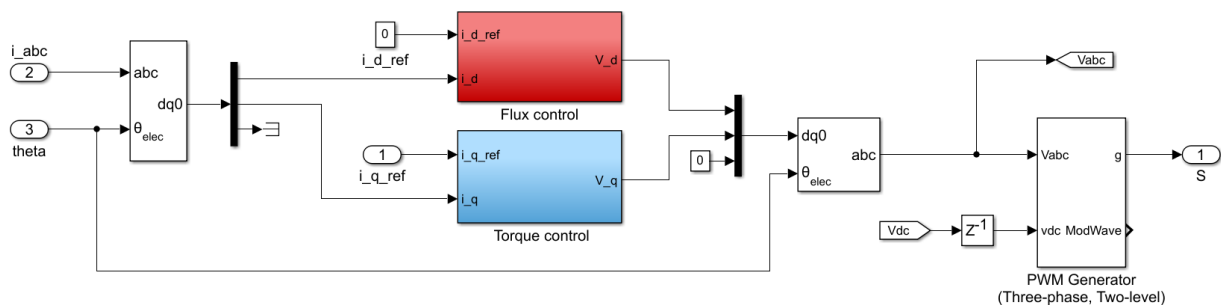 i_abc
2
3
theta
abc
dq0
θelec
0
i_d_ref
i_d_ref
i_d
V_d
Flux control
1
i_q_ref
i_q_ref
i_q
V_q
Torque control
0
dq0
abc
θelec
Vabc
Vdc
Z-1
Vabc
g
vdc
ModWave
PWM Generator
(Three-phase, Two-level)
1
S